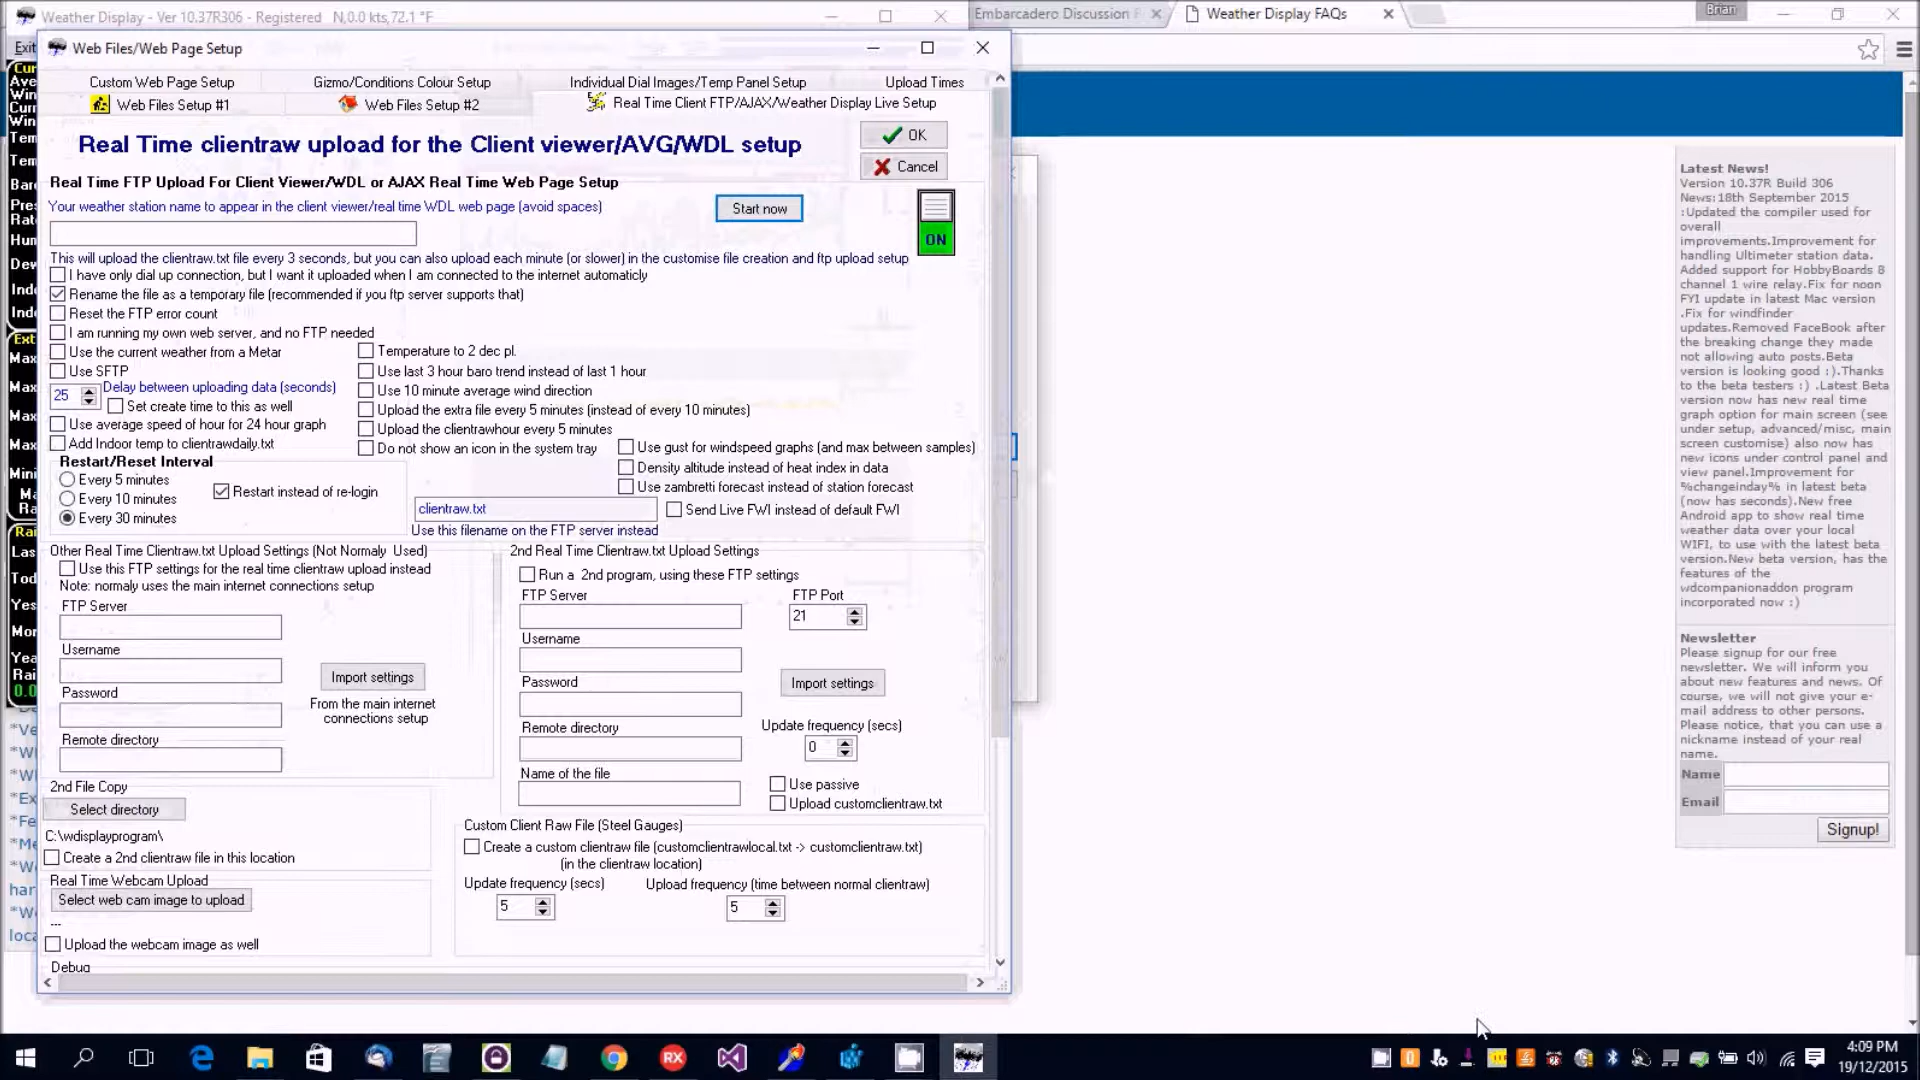 Weather Display - Ver 10.37R306 - Registered N,0.0 kts,72.1 °F
Embarcadero Discussion F
Weather Display FAQs
Brian
Exit
Web Files/Web Page Setup
Custom Web Page Setup
Gizmo/Conditions Colour Setup
Individual Dial Images/Temp Panel Setup
Upload Times
Web Files Setup #1
Web Files Setup #2
Real Time Client FTP/AJAX/Weather Display Live Setup
Real Time clientraw upload for the Client viewer/AVG/WDL setup
OK
Cancel
Real Time FTP Upload For Client Viewer/WDL or AJAX Real Time Web Page Setup
Your weather station name to appear in the client viewer/real time WDL web page (avoid spaces)
Start now
ON
This will upload the clientraw.txt file every 3 seconds, but you can also upload each minute (or slower) in the customise file creation and ftp upload setup
I have only dial up connection, but I want it uploaded when I am connected to the internet automaticly
Rename the file as a temporary file (recommended if you ftp server supports that)
Reset the FTP error count
I am running my own web server, and no FTP needed
Use the current weather from a Metar
Temperature to 2 dec pl.
Use SFTP
Use last 3 hour baro trend instead of last 1 hour
25
Delay between uploading data (seconds)
Use 10 minute average wind direction
Set create time to this as well
Upload the extra file every 5 minutes (instead of every 10 minutes)
Use average speed of hour for 24 hour graph
Upload the clientrawhour every 5 minutes
Add Indoor temp to clientrawdaily.txt
Do not show an icon in the system tray
Use gust for windspeed graphs (and max between samples)
Restart/Reset Interval
Density altitude instead of heat index in data
Every 5 minutes
Use zambretti forecast instead of station forecast
Every 10 minutes
Restart instead of re-login
Every 30 minutes
clientraw.txt
Send Live FWI instead of default FWI
Use this filename on the FTP server instead
Other Real Time Clientraw.txt Upload Settings (Not Normaly Used)
Use this FTP settings for the real time clientraw upload instead
Note: normaly uses the main internet connections setup
FTP Server
Username
Password
Remote directory
Import settings
From the main internet
connections setup
2nd Real Time Clientraw.txt Upload Settings
Run a 2nd program, using these FTP settings
FTP Server
FTP Port
21
Username
Password
Import settings
Remote directory
Update frequency (secs)
0
Name of the file
Use passive
Upload customclientraw.txt
2nd File Copy
Select directory
C:\wdisplayprogram\
Create a 2nd clientraw file in this location
Real Time Webcam Upload
Select web cam image to upload
...
Upload the webcam image as well
Debug
Custom Client Raw File (Steel Gauges)
Create a custom clientraw file (customclientrawlocal.txt -> customclientraw.txt)
(in the clientraw location)
Update frequency (secs)
Upload frequency (time between normal clientraw)
5
5
Latest News!
Version 10.37R Build 306
News:18th September 2015
:Updated the compiler used for
overall
improvements.Improvement for
handling Ultimeter station data.
Added support for HobbyBoards 8
channel 1 wire relay.Fix for noon
FYI update in latest Mac version
.Fix for windfinder
updates.Removed FaceBook after
the breaking change they made
not allowing auto posts.Beta
version is looking good :).Thanks
to the beta testers :) .Latest Beta
version now has new real time
graph option for main screen (see
under setup, advanced/misc, main
screen customise) also now has
new icons under control panel and
view panel.Improvement for
%changeinday% in latest beta
(now has seconds).New free
Android app to show real time
weather data over your local
WIFI, to use with the latest beta
version.New beta version, has the
features of the
wdcompanionaddon program
incorporated now :)
Newsletter
Please signup for our free
newsletter. We will inform you
about new features and news. Of
course, we will not give your e-
mail address to other persons.
Please notice, that you can use a
nickname instead of your real
name.
Name
Email
Signup!
4:09 PM
19/12/2015